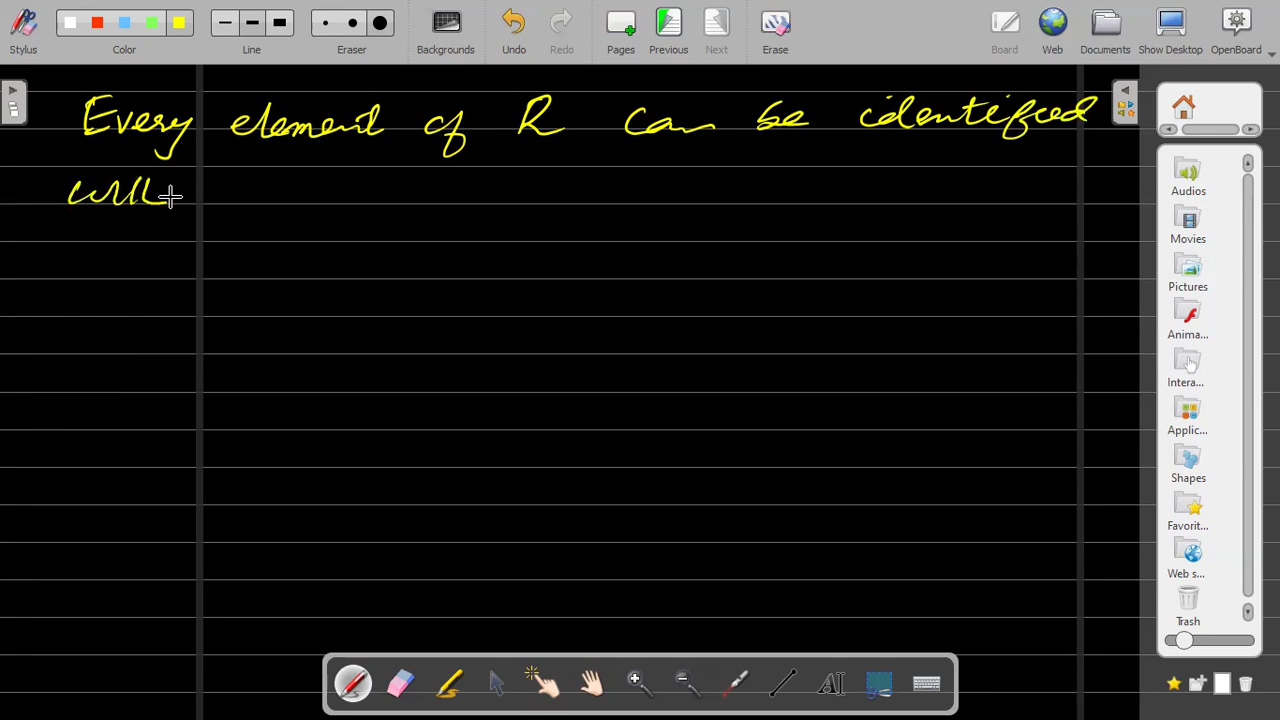 Stylus Color Line Eraser Backgrounds Undo Redo Pages Previous Next Erase Board Web Documents Show Desktop OpenBoard
Every element of R can be identified
Audios
Movies
Pictures
Anima...
Intera...
Applic...
Shapes
Favorit...
Web s...
Trash
AI